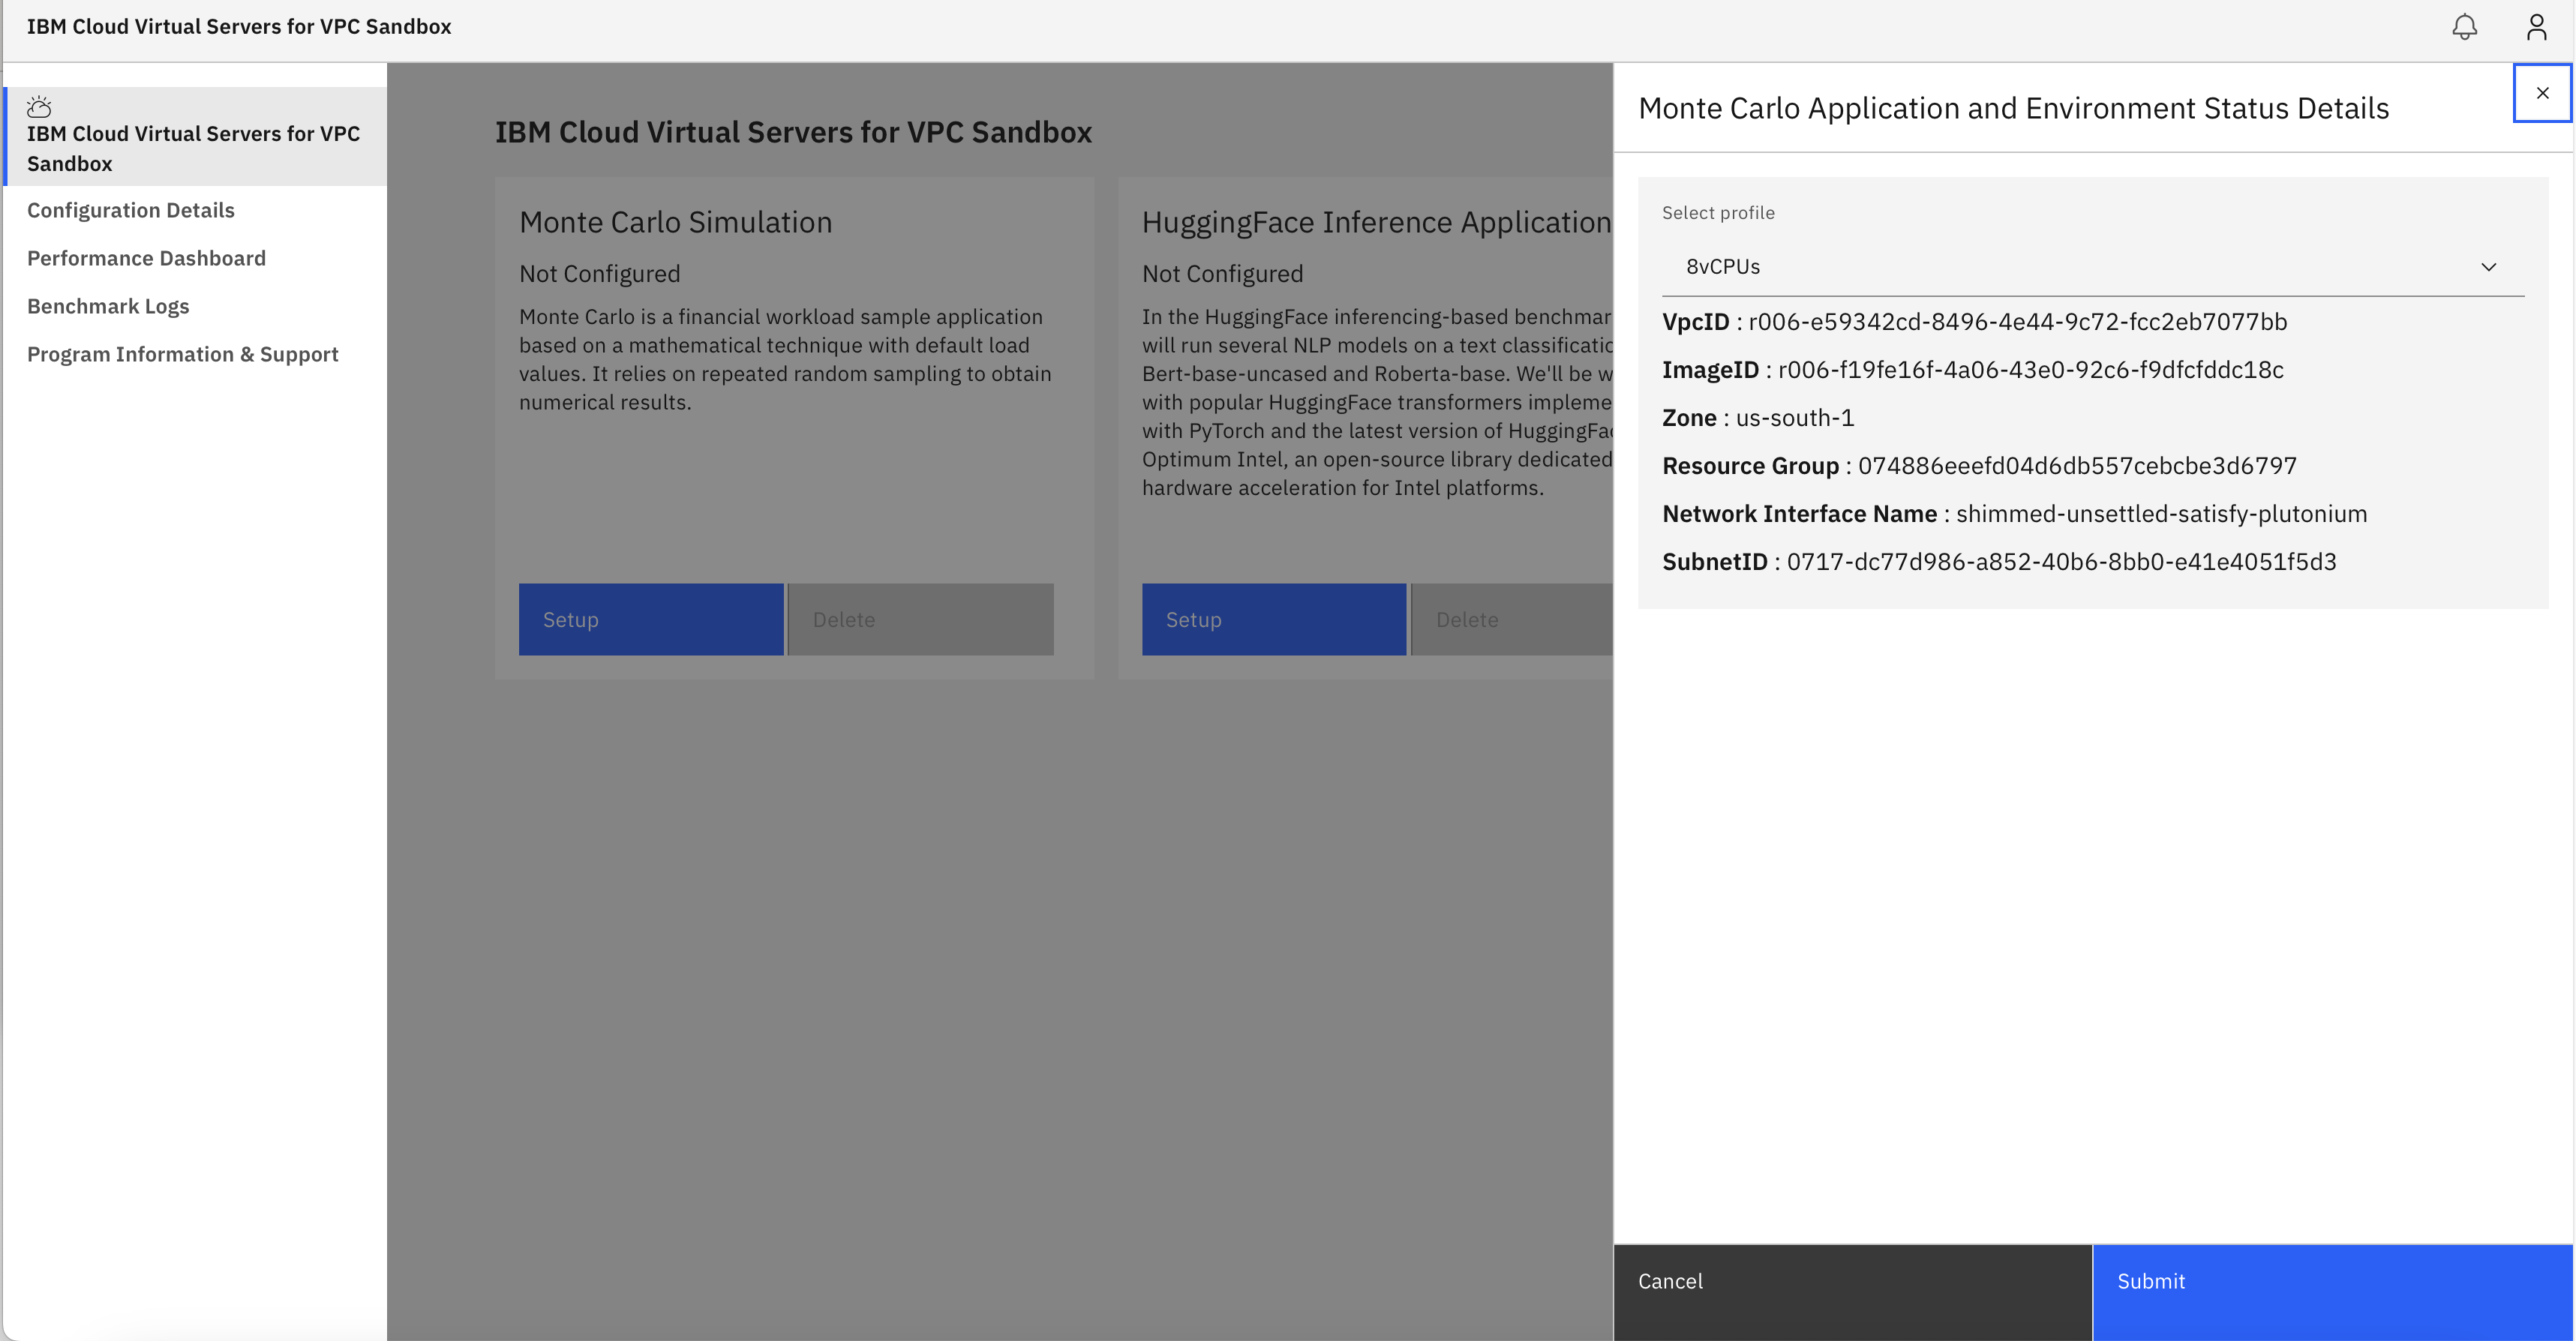 IBM Cloud Virtual Servers for VPC Sandbox
IBM Cloud Virtual Servers for VPC
Sandbox
Configuration Details
Performance Dashboard
Benchmark Logs
Program Information & Support
IBM Cloud Virtual Servers for VPC Sandbox
Monte Carlo Simulation
Not Configured
Monte Carlo is a financial workload sample application
based on a mathematical technique with default load
values. It relies on repeated random sampling to obtain
numerical results.
Setup
Delete
HuggingFace Inference Application
Not Configured
In the HuggingFace inferencing-based benchmar
will run several NLP models on a text classificatio
Bert-base-uncased and Roberta-base. We'll be w
with popular HuggingFace transformers impleme
with PyTorch and the latest version of HuggingFac
Optimum Intel, an open-source library dedicated
hardware acceleration for Intel platforms.
Setup
Delete
Monte Carlo Application and Environment Status Details
Select profile
8vCPUs
VpcID : r006-e59342cd-8496-4e44-9c72-fcc2eb7077bb
ImageID : r006-f19fe16f-4a06-43e0-92c6-f9dfcfddc18c
Zone : us-south-1
Resource Group : 074886eeefd04d6db557cebcbe3d6797
Network Interface Name : shimmed-unsettled-satisfy-plutonium
SubnetID : 0717-dc77d986-a852-40b6-8bb0-e41e4051f5d3
Cancel
Submit